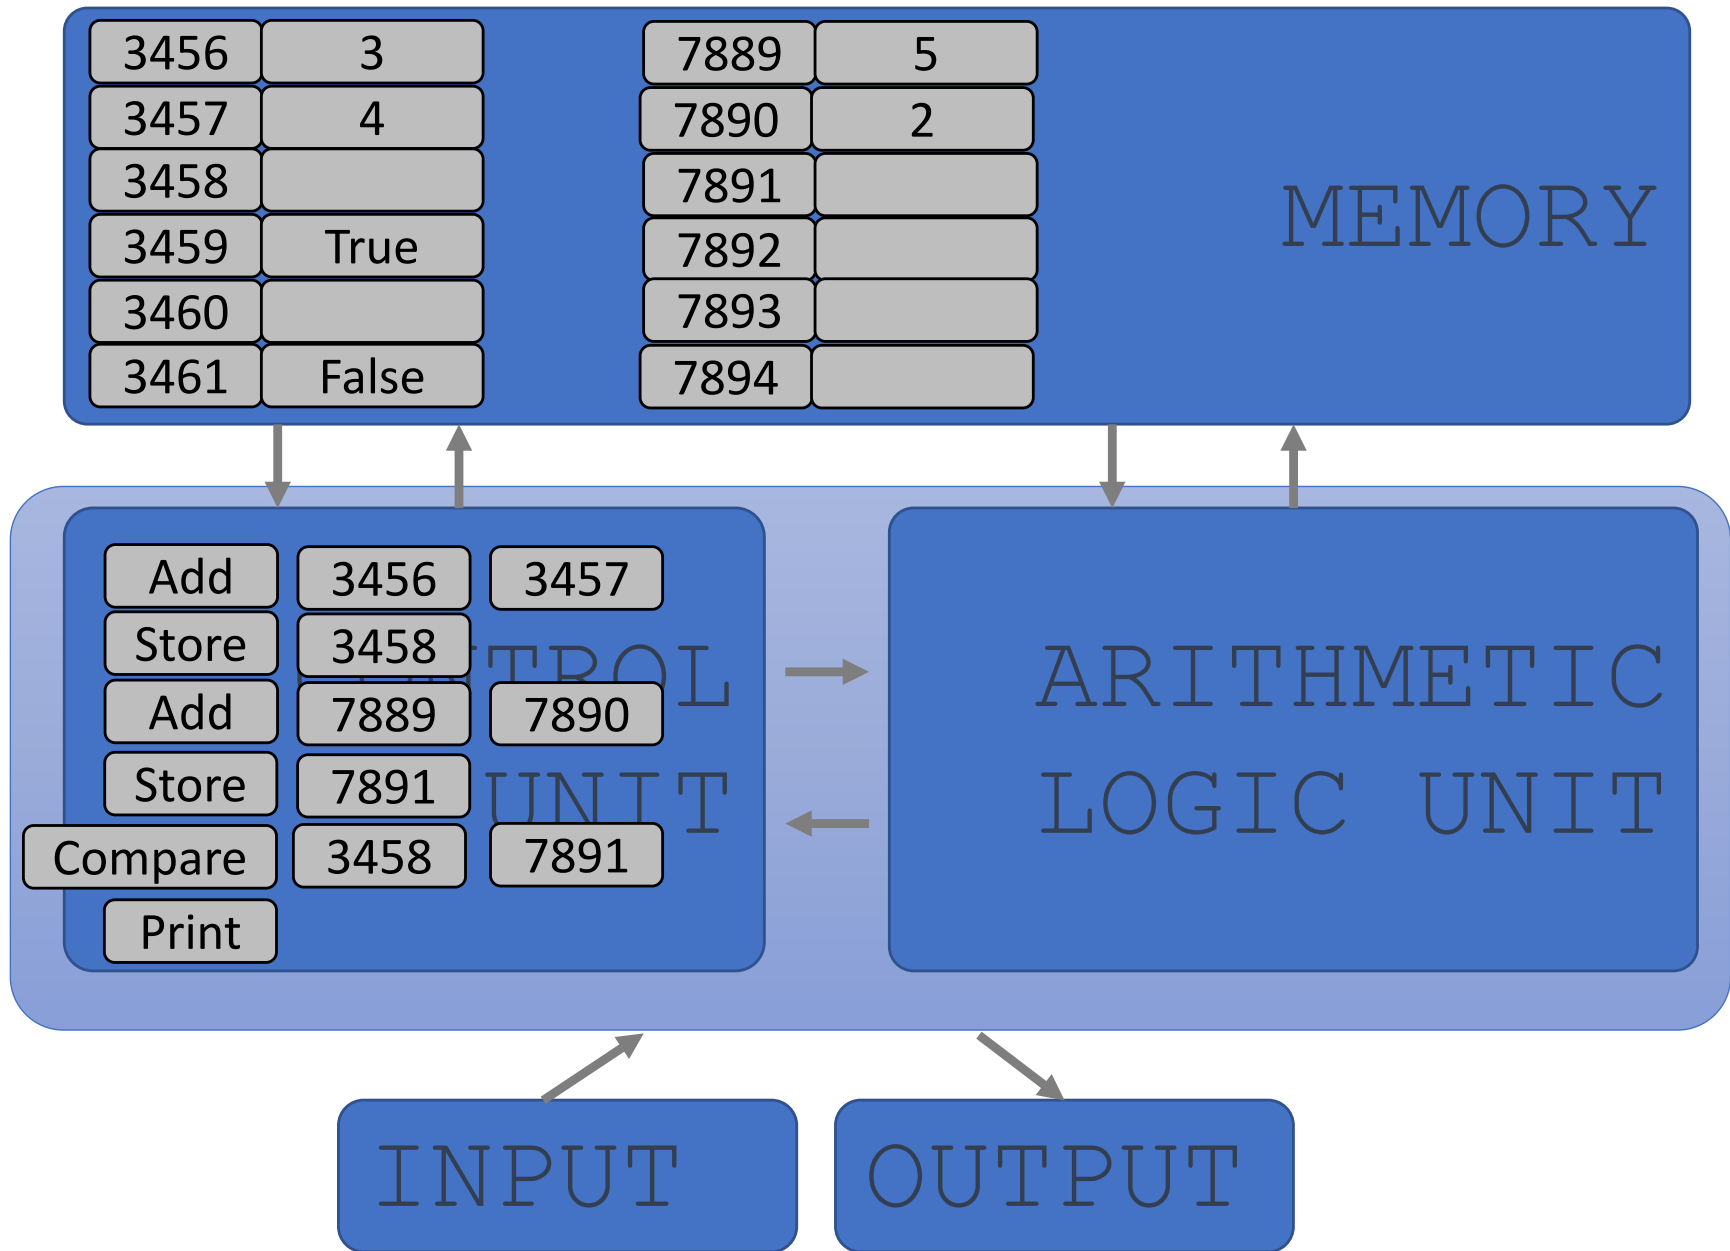 3456 3
3457 4
3458
3459 True
3460
3461 False
7889 5
7890 2
7891
7892
7893
7894
MEMORY
Add 3456 3457
Store 3458
Add 7889 7890
Store 7891
Compare 3458 7891
Print
UNIT
ARITHMETIC
LOGIC UNIT
INPUT
OUTPUT